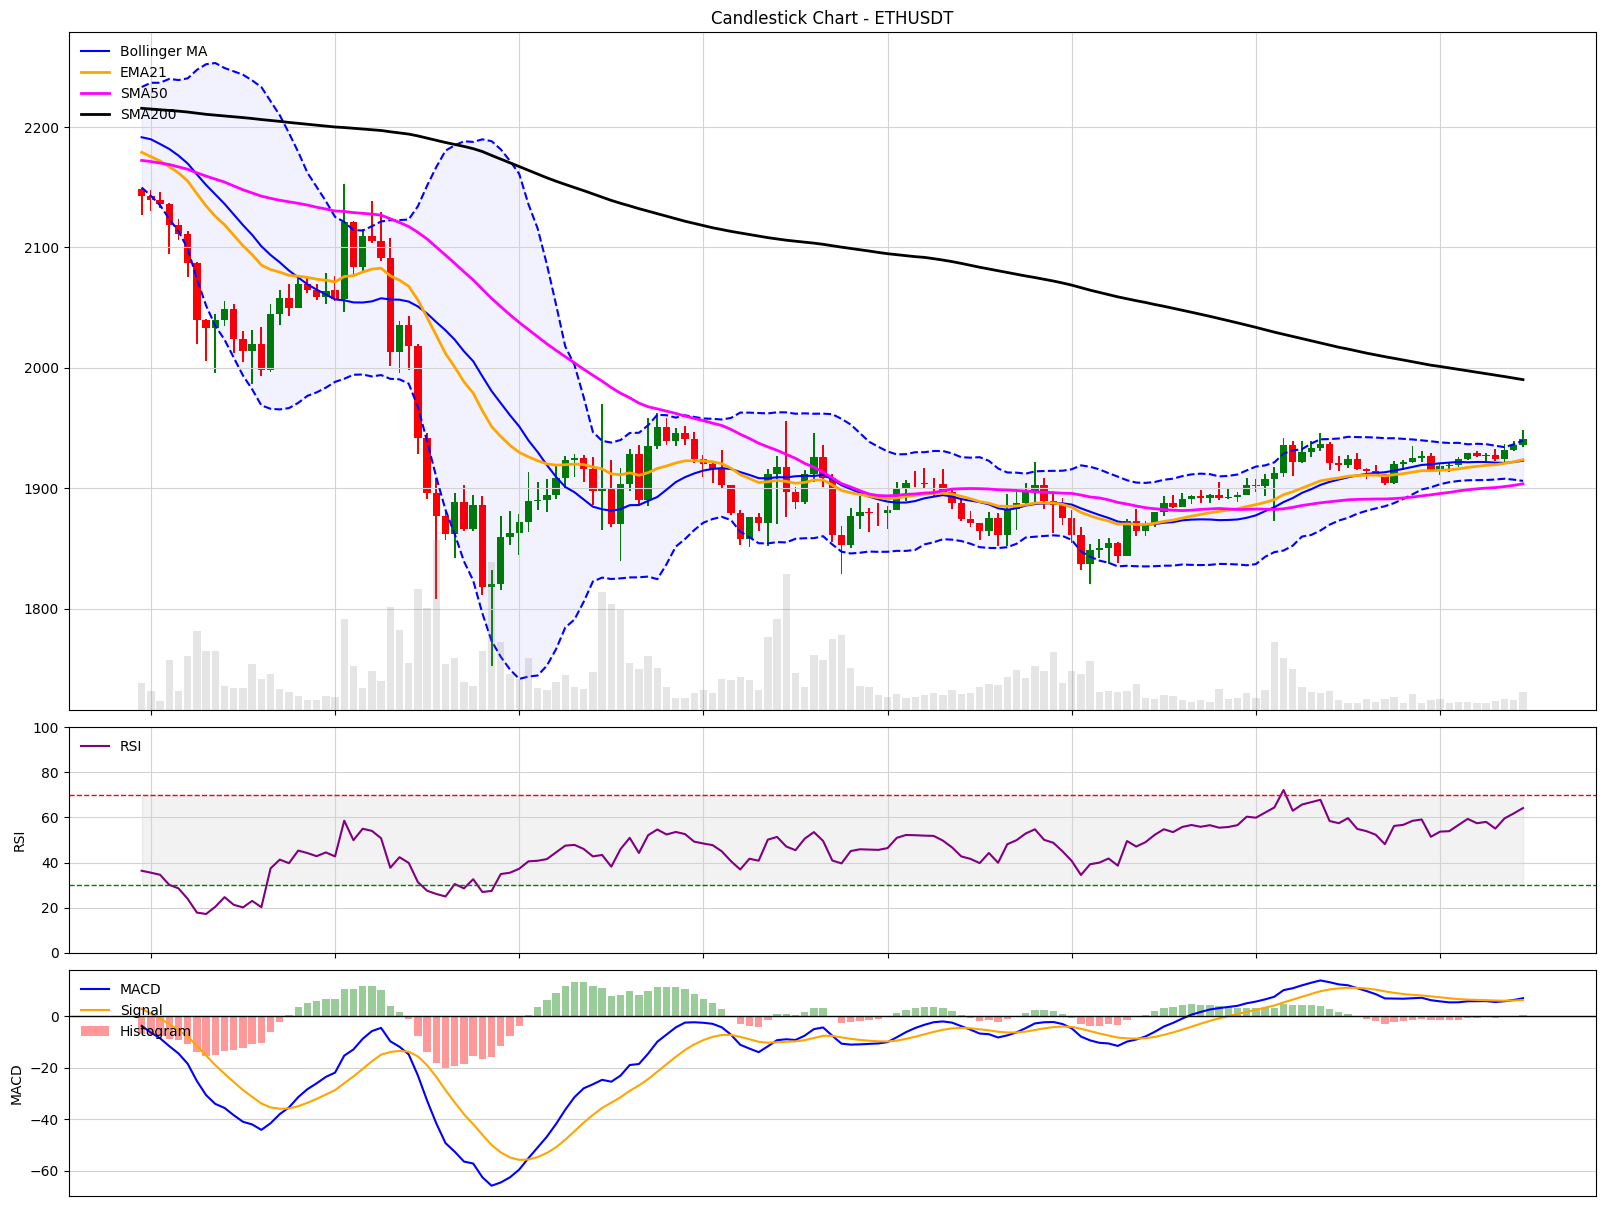 Candlestick Chart - ETHUSDT
Bollinger MA
EMA21
SMA50
SMA200
2200
2100
2000
1900
1800
RSI
100
80
60
40
20
0
RSI
MACD
Signal
Histogram
0
−20
−40
−60
MACD